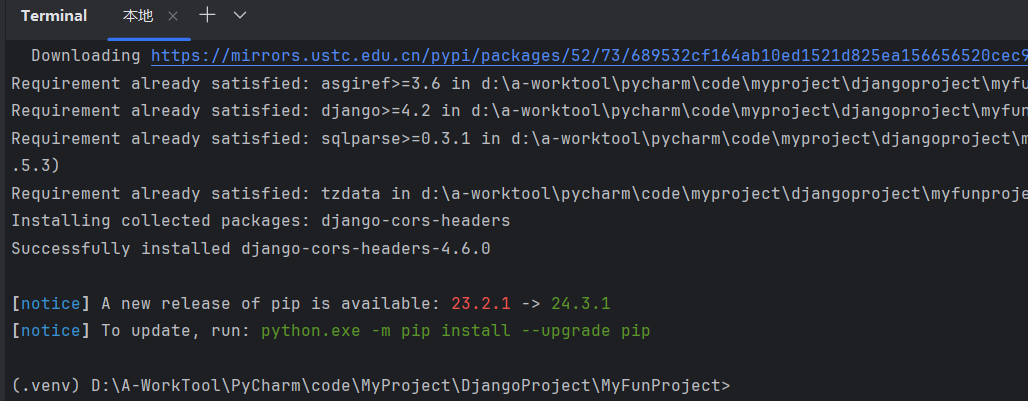 Terminal 本地
Downloading https://mirrors.ustc.edu.cn/pypi/packages/52/73/689532cf164ab10ed1521d825ea156656520cec9
Requirement already satisfied: asgiref>=3.6 in d:\a-worktool\pycharm\code\myproject\djangoproject\myfu
Requirement already satisfied: django>=4.2 in d:\a-worktool\pycharm\code\myproject\djangoproject\myfun
Requirement already satisfied: sqlparse>=0.3.1 in d:\a-worktool\pycharm\code\myproject\djangoproject\m
.5.3)
Requirement already satisfied: tzdata in d:\a-worktool\pycharm\code\myproject\djangoproject\myfunproje
Installing collected packages: django-cors-headers
Successfully installed django-cors-headers-4.6.0
[notice] A new release of pip is available: 23.2.1 -> 24.3.1
[notice] To update, run: python.exe -m pip install --upgrade pip
(.venv) D:\A-WorkTool\PyCharm\code\MyProject\DjangoProject\MyFunProject>